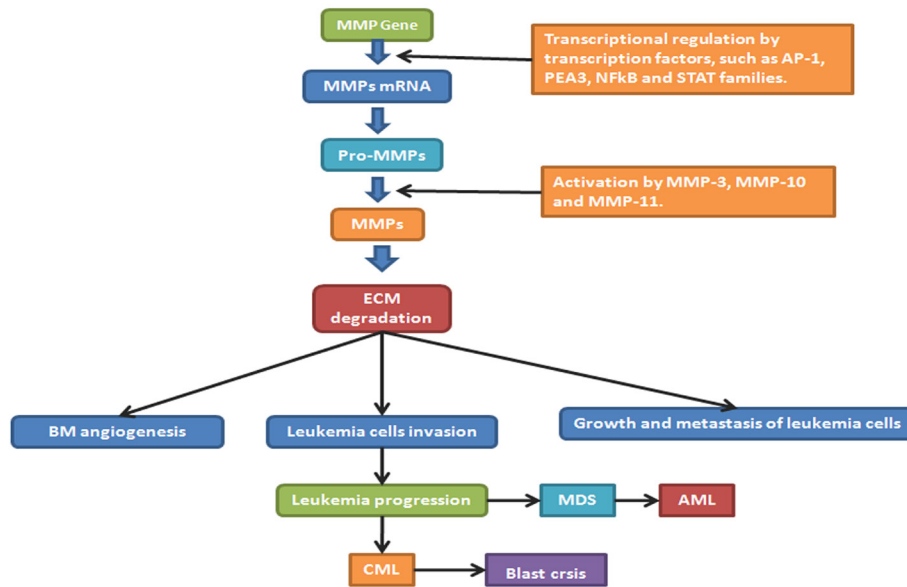 MMP Gene
Transcriptional regulation by
transcription factors, such as AP-1,
PEA3, NFkB and STAT families.
MMPs mRNA
Pro-MMPs
Activation by MMP-3, MMP-10
and MMP-11.
MMPs
ECM
degradation
BM angiogenesis
Leukemia cells invasion
Growth and metastasis of leukemia cells
Leukemia progression
MDS
AML
CML
Blast crsis